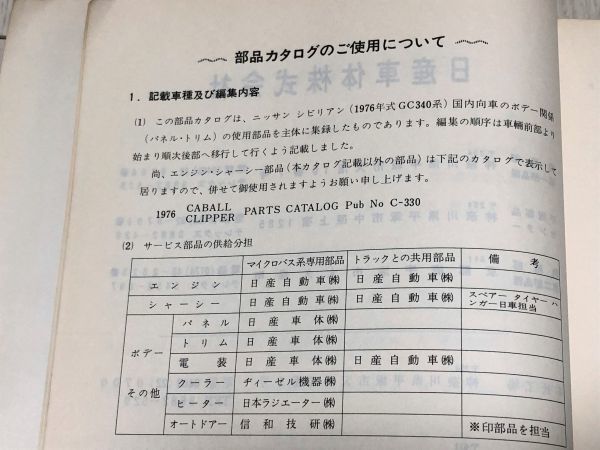 部品カタログのご使用について
1. 記載車種及び編集内容
(1) この部品カタログは、ニッサン シビリアン(1976年式GC340系)国内向車のボデー関係
(パネル・トリム)の使用部品を主体に集録したものであります。編集の順序は車輛前部より
始まり順次後部へ移行して行くよう記載しました。
尚、エンジン・シャーシー部品(本カタログ記載以外の部品)は下記のカタログで表示して
居りますので、併せて御使用されますようお願い申し上げます。
1976 CABALL CLIPPER PARTS CATALOG Pub No C-330
(2) サービス部品の供給分担
マイクロバス系専用部品 トラックとの共用部品 備考
エンジン 日産自動車㈱ 日産自動車㈱
シャーシー 日産自動車㈱ 日産自動車㈱ スペアー タイヤー ハンガー日車担当
ボデー パネル 日産車体㈱
トリム 日産車体㈱
電装 日産車体㈱ 日産自動車㈱
その他 クーラー ヂィーゼル機器㈱
ヒーター 日本ラジエーター㈱
オートドアー 信和技研㈱ ※印部品を担当